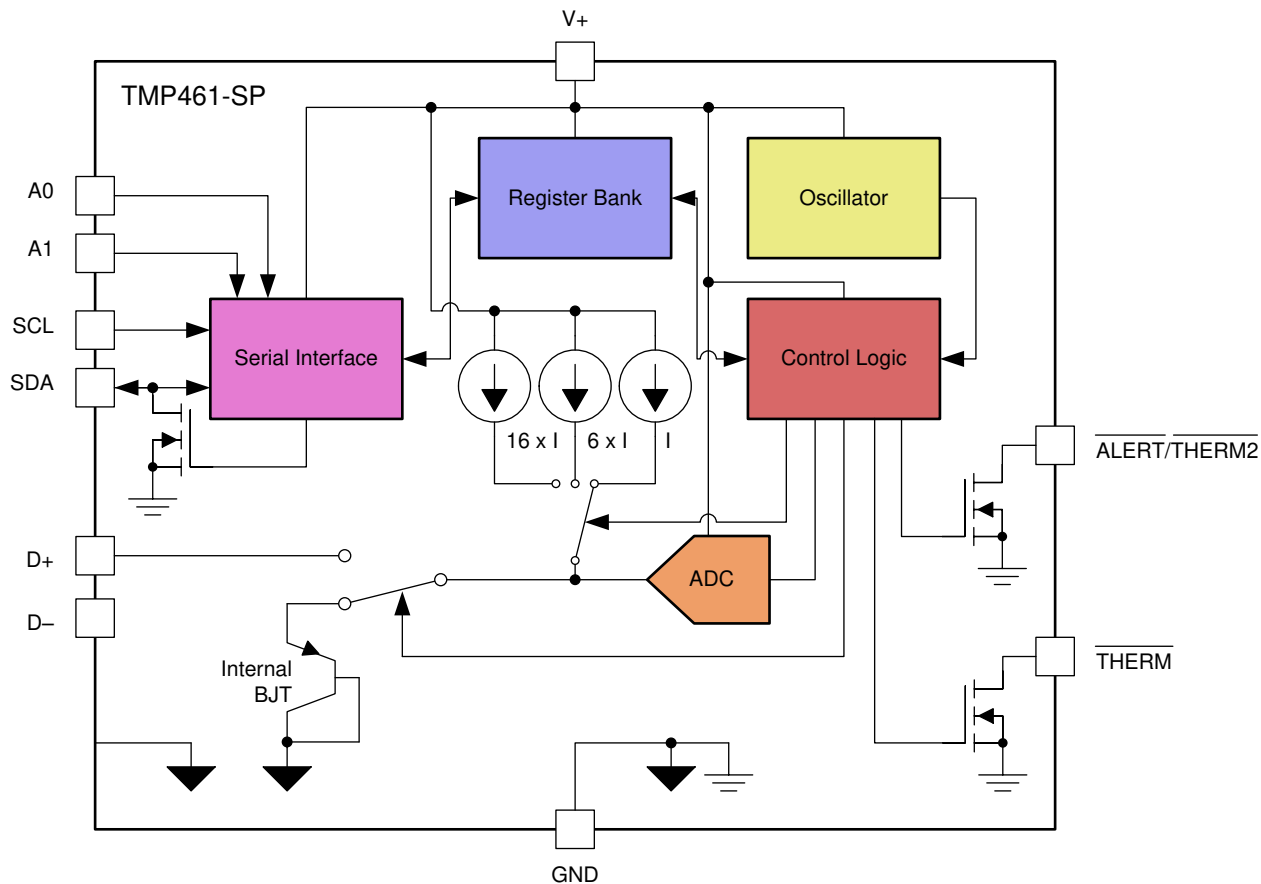 V+
TMP461-SP
A0
Register Bank
Oscillator
A1
SCL
Serial Interface
Control Logic
SDA
16 x I
6 x I
I
ALERT/THERM2
D+
ADC
D–
Internal
BJT
THERM
GND